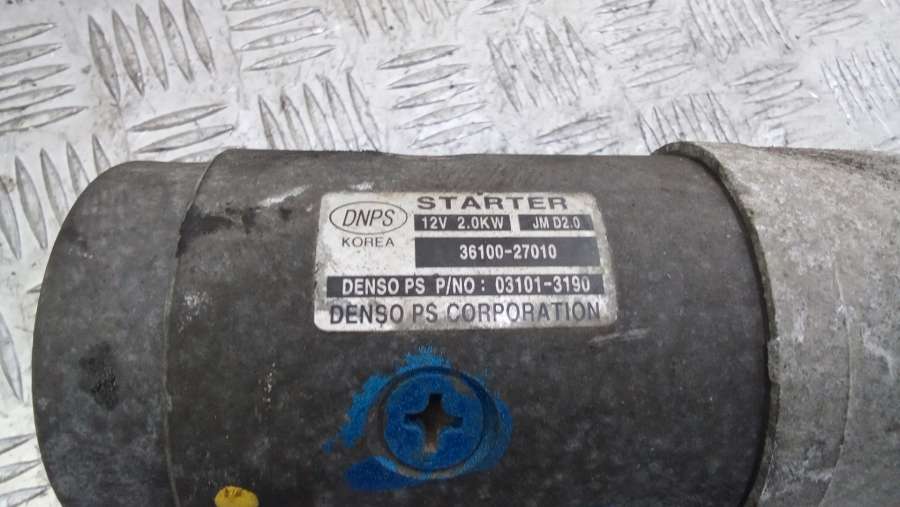 STARTER
DNPS
12V 2.0KW JM D2.0
KOREA
36100-27010
DENSO PS P/NO: 03101-3190
DENSO PS CORPORATION